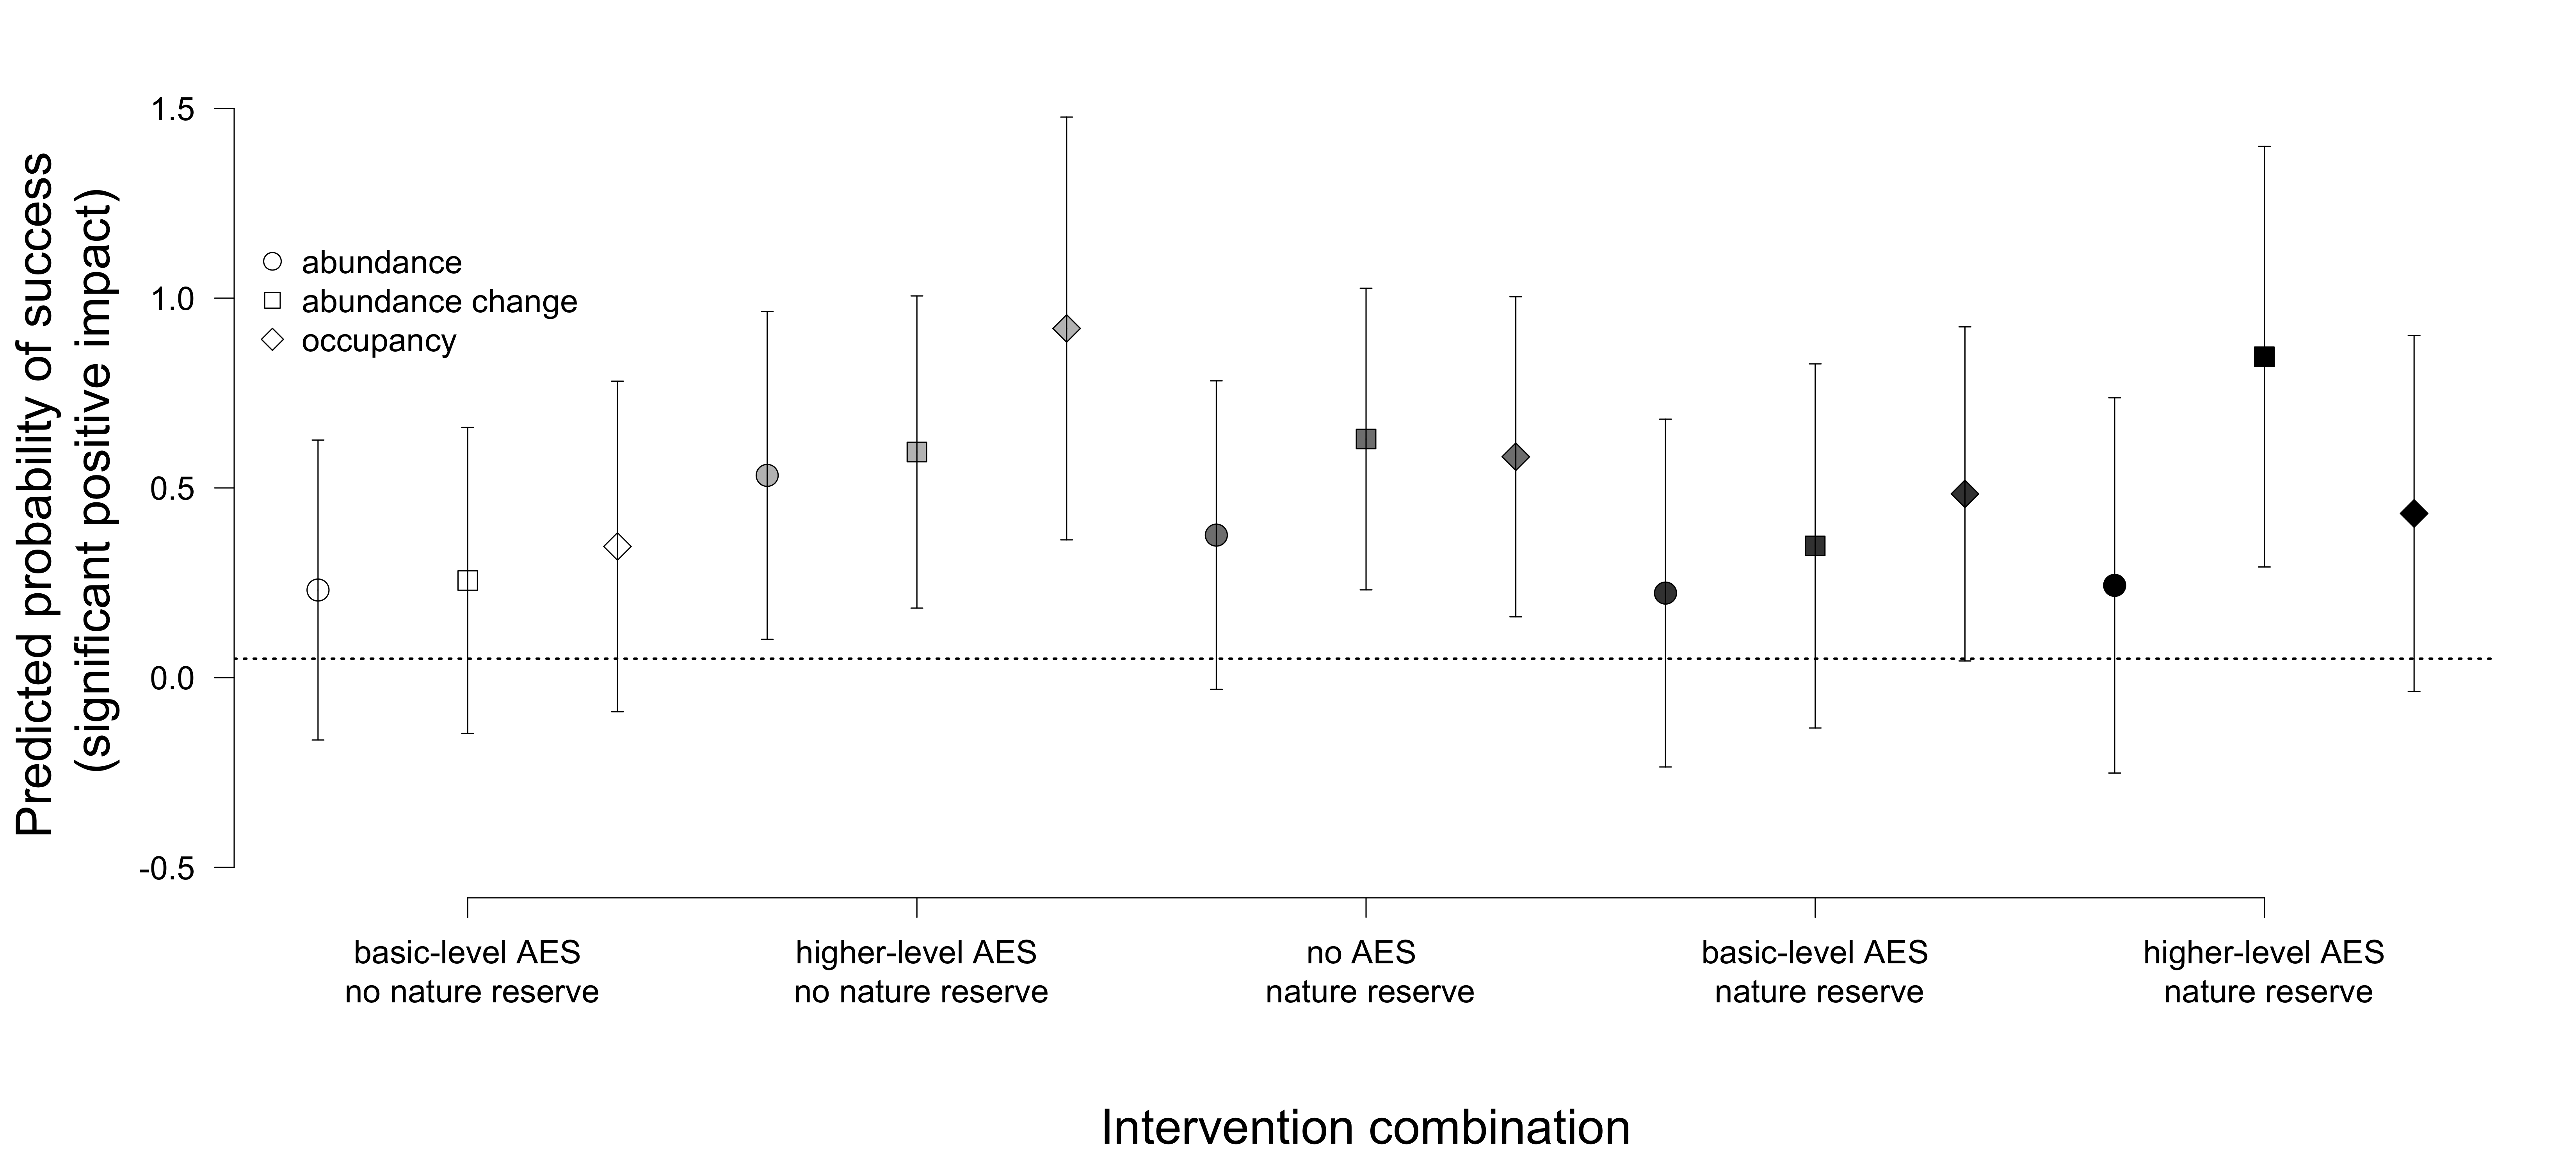 Predicted probability of success
(significant positive impact)
1.5
1.0
0.5
0.0
-0.5
abundance
abundance change
occupancy
basic-level AES
no nature reserve
higher-level AES
no nature reserve
no AES
nature reserve
basic-level AES
nature reserve
higher-level AES
nature reserve
Intervention combination